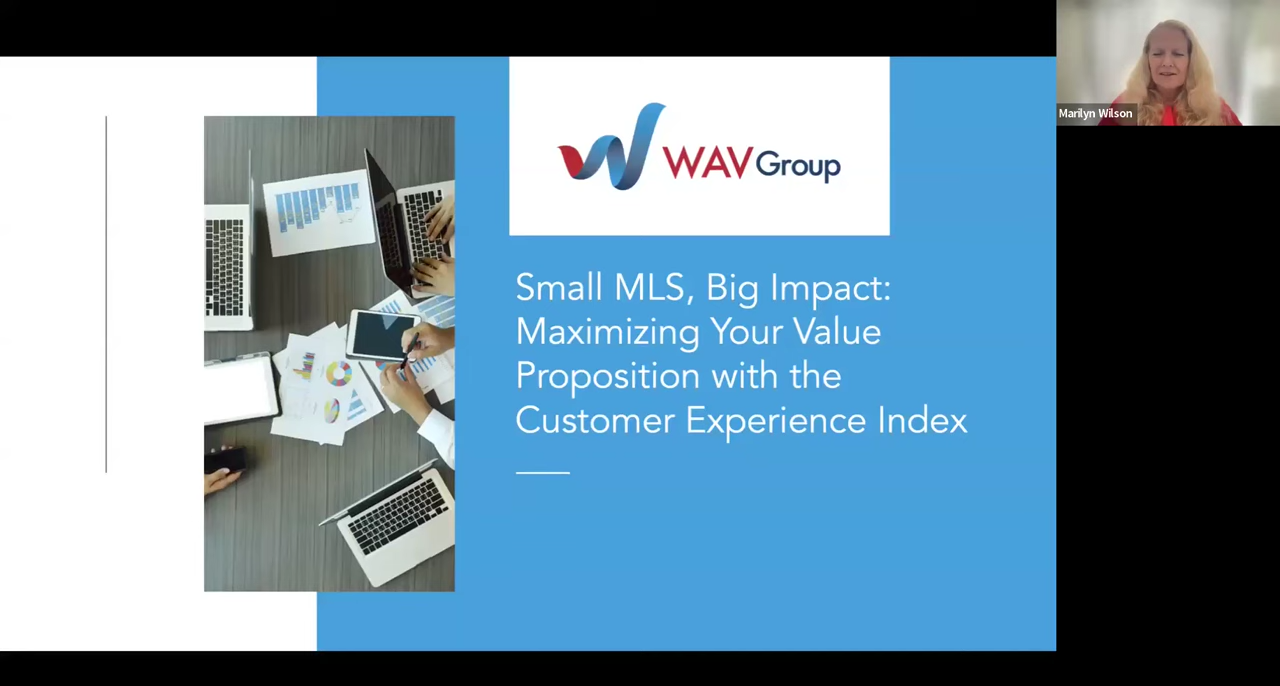 Marilyn Wilson
WAV Group
Small MLS, Big Impact:
Maximizing Your Value
Proposition with the
Customer Experience Index